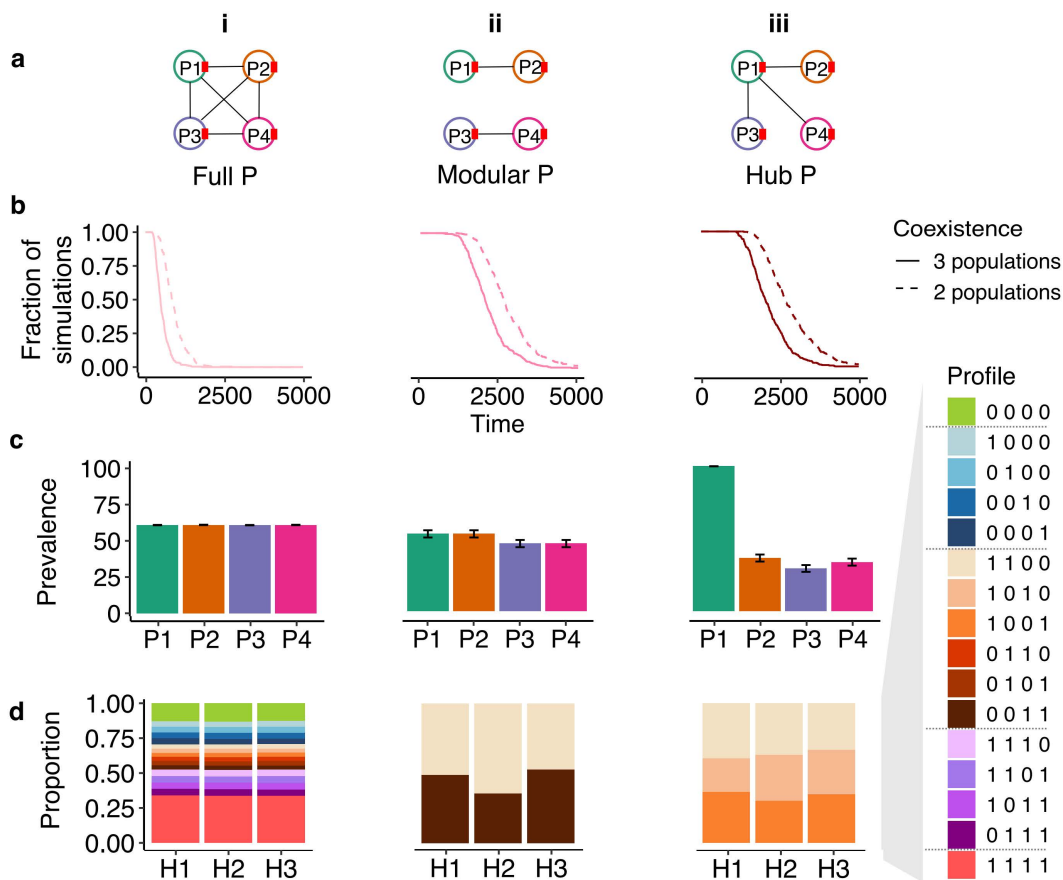 i ii iii
a
P1 P2 P1 P2 P1 P2
P3 P4 P3 P4 P3 P4
Full P Modular P Hub P
b
Fraction of
simulations
1.00
0.75
0.50
0.25
0.00
0 2500 5000 0 2500 5000 0 2500 5000
Time
Coexistence
3 populations
2 populations
c
Prevalence
100
75
50
25
0
P1 P2 P3 P4 P1 P2 P3 P4 P1 P2 P3 P4
d
Proportion
1.00
0.75
0.50
0.25
0.00
H1 H2 H3 H1 H2 H3 H1 H2 H3
Profile
0 0 0 0
1 0 0 0
0 1 0 0
0 0 1 0
0 0 0 1
1 1 0 0
1 0 1 0
1 0 0 1
0 1 1 0
0 1 0 1
0 0 1 1
1 1 1 0
1 1 0 1
1 0 1 1
0 1 1 1
1 1 1 1